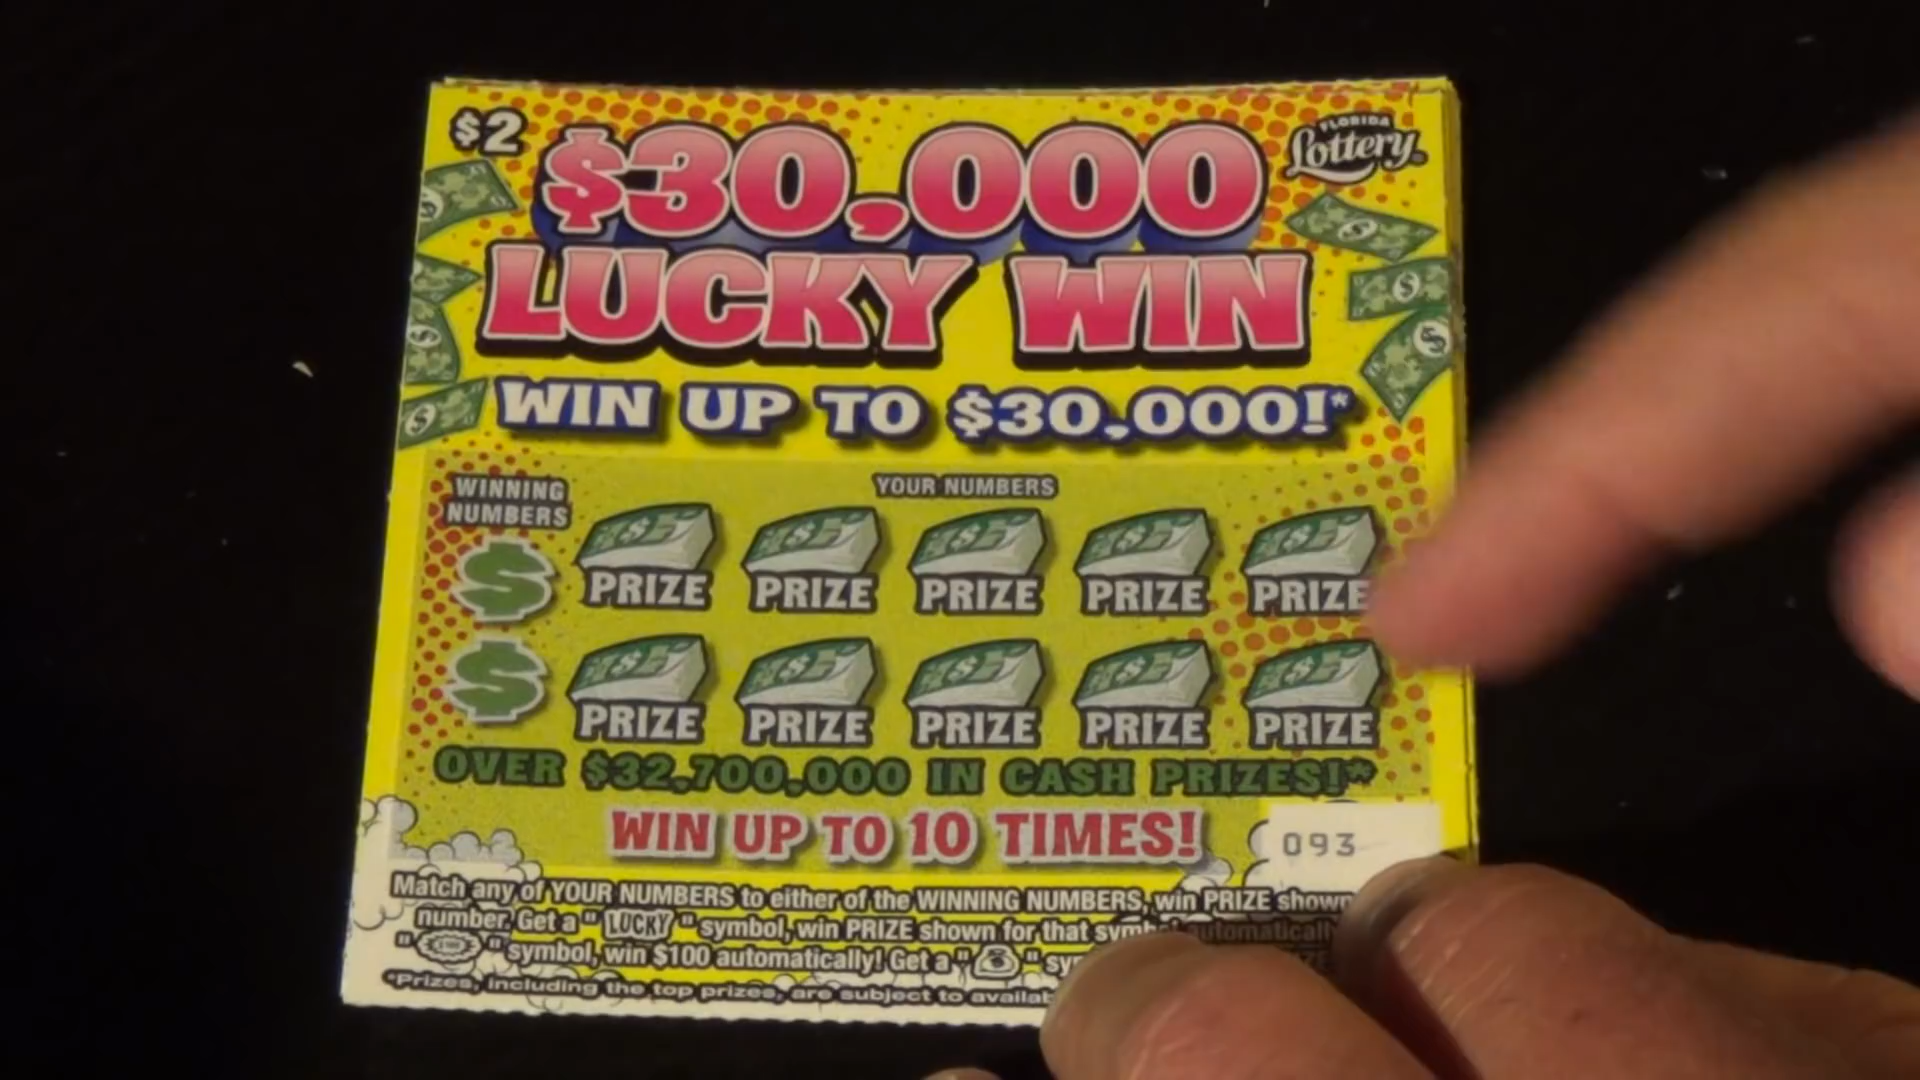 $2
$30,000
FLORIDA
Lottery
LUCKY WIN
WIN UP TO $30,000!*
WINNING
NUMBERS
YOUR NUMBERS
PRIZE PRIZE PRIZE PRIZE PRIZE
PRIZE PRIZE PRIZE PRIZE PRIZE
OVER $32,700,000 IN CASH PRIZES!*
WIN UP TO 10 TIMES!
093
Match any of YOUR NUMBERS to either of the WINNING NUMBERS, win PRIZE shown
number. Get a "LUCKY" symbol, win PRIZE shown for that symbol automatically
" " symbol, win $100 automatically! Get a " " sy
*Prizes, including the top prizes, are subject to availab